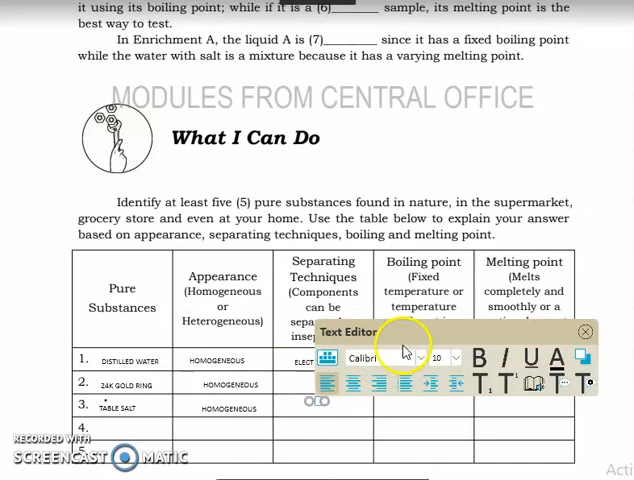 it using its boiling point; while if it is a (6)________ sample, its melting point is the
best way to test.
In Enrichment A, the liquid A is (7)_________ since it has a fixed boiling point
while the water with salt is a mixture because it has a varying melting point.
MODULES FROM CENTRAL OFFICE
What I Can Do
Identify at least five (5) pure substances found in nature, in the supermarket,
grocery store and even at your home. Use the table below to explain your answer
based on appearance, separating techniques, boiling and melting point.
Pure
Substances
Appearance
(Homogeneous
or
Heterogeneous)
Separating
Techniques
(Components
can be
Boiling point
(Fixed
temperature or
temperature
Melting point
(Melts
completely and
smoothly or a
Text Editor
Calibri 10 B I U A
1. DISTILLED WATER HOMOGENEOUS ELECT
2. 24K GOLD RING HOMOGENEOUS
3. TABLE SALT HOMOGENEOUS
4.
5.
RECORDED WITH
SCREENCAST MATIC
Acti